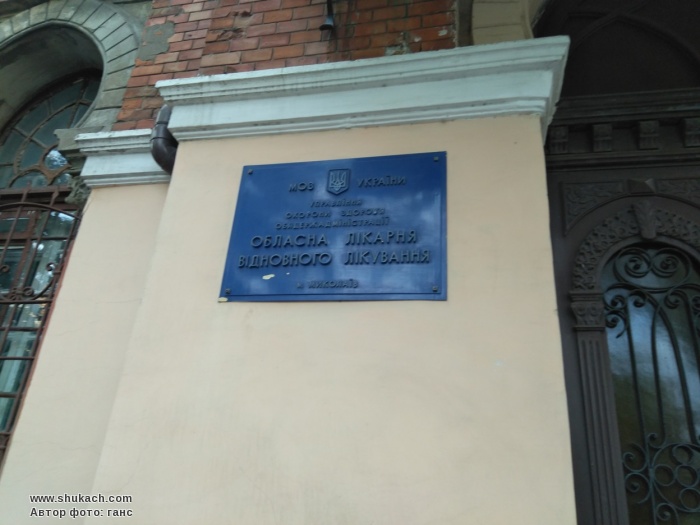 МОЗ УКРАЇНИ
УПРАВЛІННЯ
ОХОРОНИ ЗДОРОВ'Я
ОБЛДЕРЖАДМІНІСТРАЦІЇ
ОБЛАСНА ЛІКАРНЯ
ВІДНОВНОГО ЛІКУВАННЯ
м. МИКОЛАЇВ
www.shukach.com
Автор фото: ганс